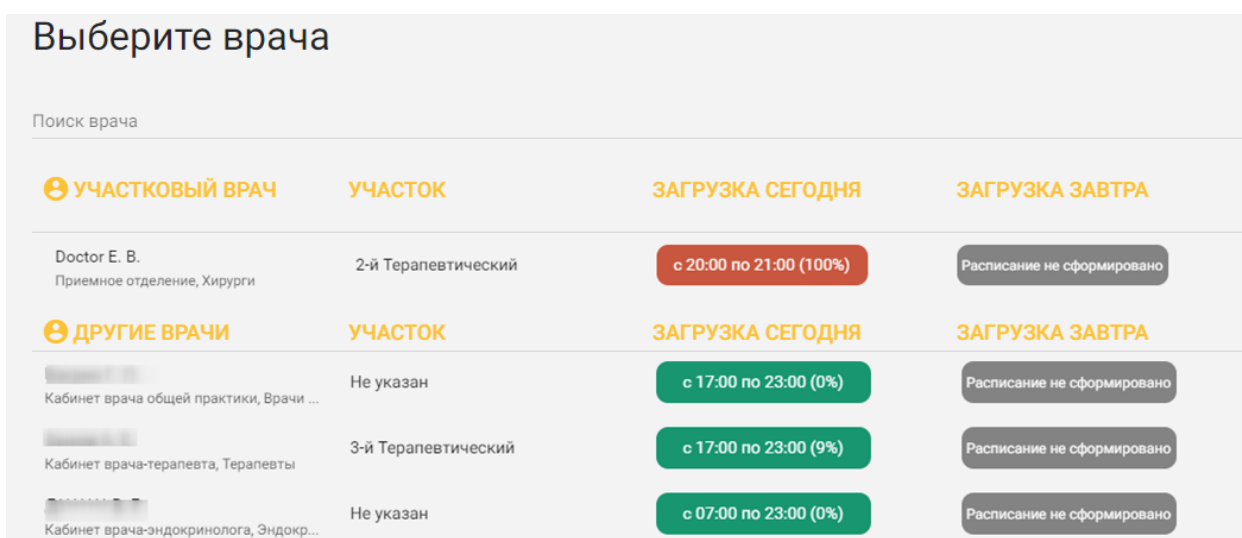 Выберите врача
Поиск врача
УЧАСТКОВЫЙ ВРАЧ УЧАСТОК ЗАГРУЗКА СЕГОДНЯ ЗАГРУЗКА ЗАВТРА
Doctor E. B.
Приемное отделение, Хирурги
2-й Терапевтический с 20:00 по 21:00 (100%) Расписание не сформировано
ДРУГИЕ ВРАЧИ УЧАСТОК ЗАГРУЗКА СЕГОДНЯ ЗАГРУЗКА ЗАВТРА
Не указан с 17:00 по 23:00 (0%) Расписание не сформировано
Кабинет врача общей практики, Врачи ...
3-й Терапевтический с 17:00 по 23:00 (9%) Расписание не сформировано
Кабинет врача-терапевта, Терапевты
Не указан с 07:00 по 23:00 (0%) Расписание не сформировано
Кабинет врача-эндокринолога, Эндокр...